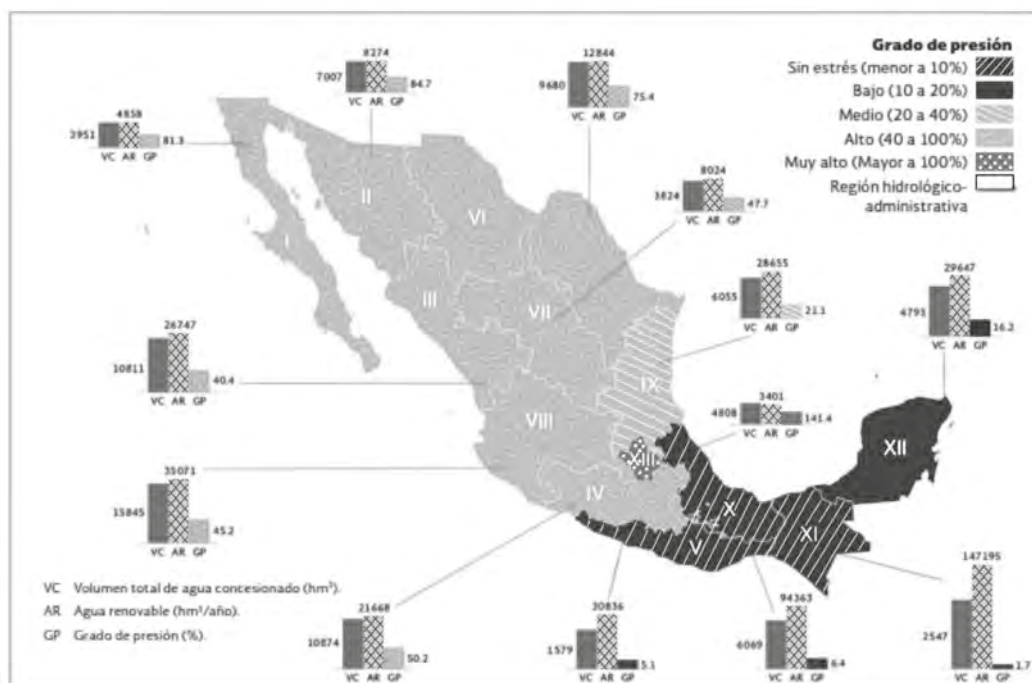 Grado de presión
Sin estrés (menor a 10%)
Bajo (10 a 20%)
Medio (20 a 40%)
Alto (40 a 100%)
Muy alto (Mayor a 100%)
Región hidrológico-
administrativa
8274
7007
84.7
VC AR GP
12844
9680
75.4
VC AR GP
4858
3951
81.3
VC AR GP
8024
3824
47.7
VC AR GP
28655
6055
21.1
VC AR GP
29647
4793
16.2
VC AR GP
26747
10811
40.4
VC AR GP
3401
4808
141.4
VC AR GP
35071
15845
45.2
VC AR GP
I
II
III
IV
V
VI
VII
VIII
IX
X
XI
XII
XIII
VC Volumen total de agua concesionado (hm³).
AR Agua renovable (hm³/año).
GP Grado de presión (%).
21668
10874
50.2
VC AR GP
30836
1579
5.1
VC AR GP
94363
6069
6.4
VC AR GP
147195
2547
1.7
VC AR GP